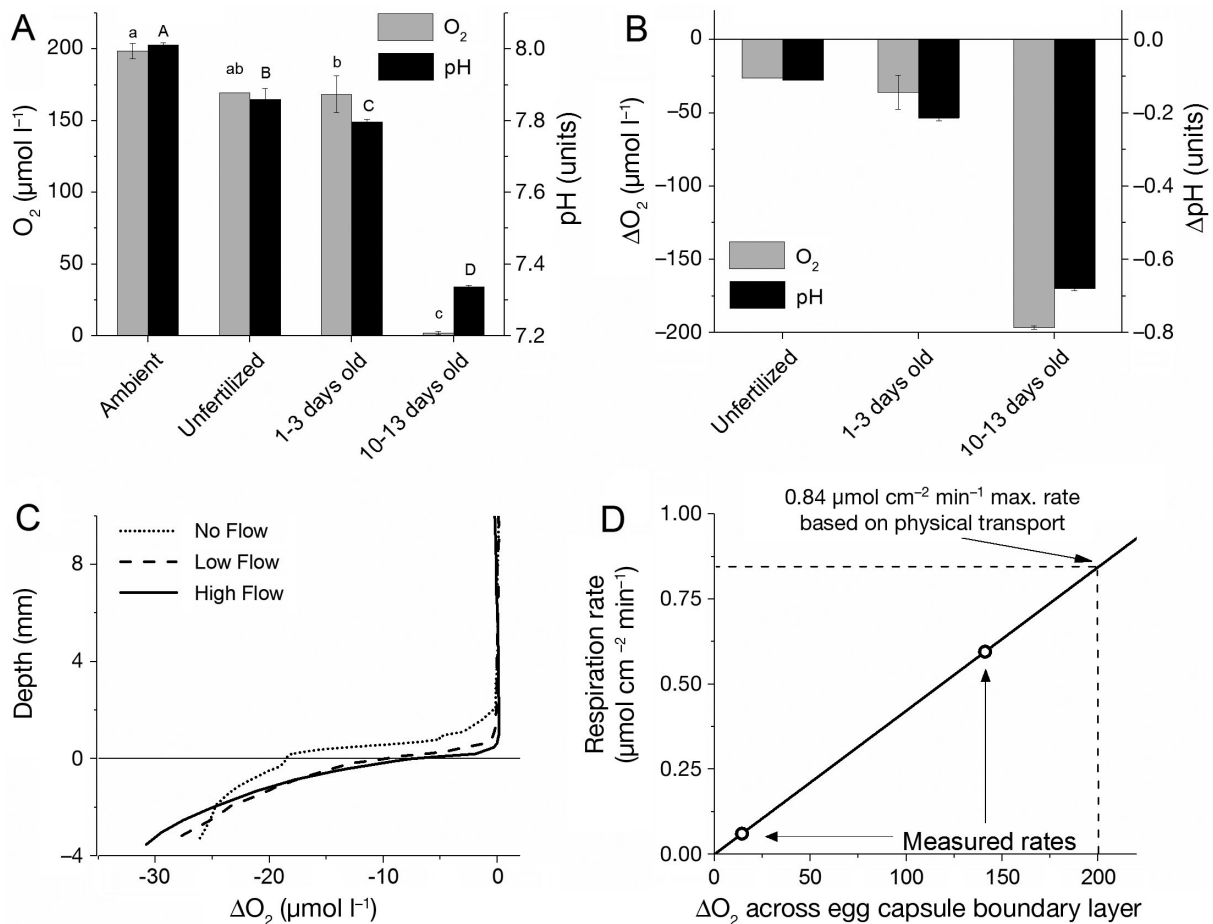 A
O₂ (µmol l⁻¹)
200
150
100
50
0
a
A
ab
B
b
C
c
D
O₂
pH
8.0
7.8
7.6
7.4
7.2
pH (units)
Ambient
Unfertilized
1-3 days old
10-13 days old
B
ΔO₂ (µmol l⁻¹)
0
−50
−100
−150
−200
O₂
pH
0.0
−0.2
−0.4
−0.6
−0.8
ΔpH (units)
Unfertilized
1-3 days old
10-13 days old
C
No Flow
Low Flow
High Flow
Depth (mm)
8
4
0
−4
−30
−20
-10
0
ΔO₂ (µmol l⁻¹)
D
0.84 µmol cm⁻² min⁻¹ max. rate
based on physical transport
Respiration rate
(µmol cm⁻² min⁻¹)
1.00
0.75
0.50
0.25
0.00
Measured rates
0
50
100
150
200
ΔO₂ across egg capsule boundary layer